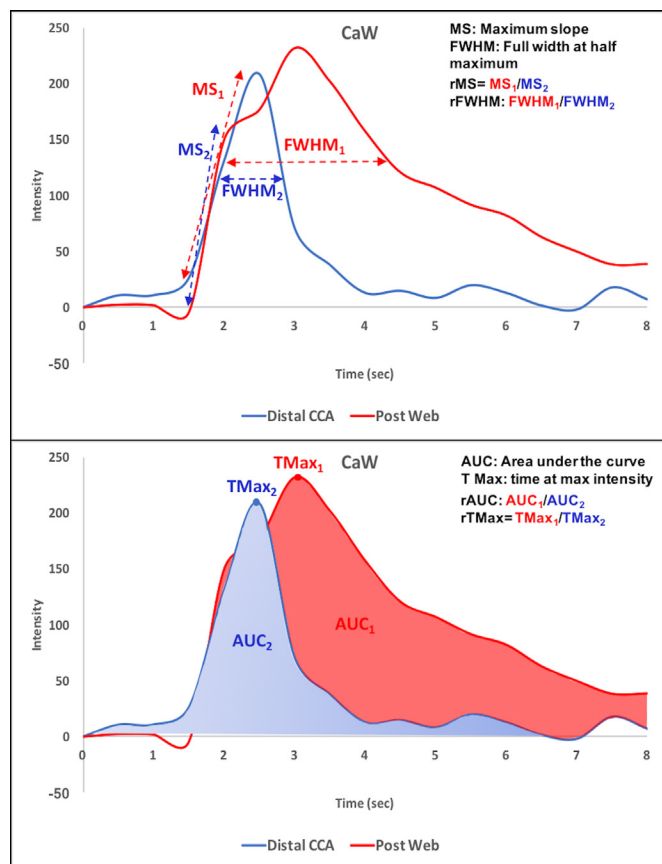 CaW
MS: Maximum slope
FWHM: Full width at half
maximum
rMS= MS₁/MS₂
rFWHM: FWHM₁/FWHM₂
250
200
150
100
50
0
-50
Intensity
MS₁
MS₂
FWHM₁
FWHM₂
0 1 2 3 4 5 6 7 8
Time (sec)
Distal CCA Post Web
CaW
AUC: Area under the curve
T Max: time at max intensity
rAUC: AUC₁/AUC₂
rTMax= TMax₁/TMax₂
250
200
150
100
50
0
-50
Intensity
TMax₁
TMax₂
AUC₁
AUC₂
0 1 2 3 4 5 6 7 8
Time (sec)
Distal CCA Post Web